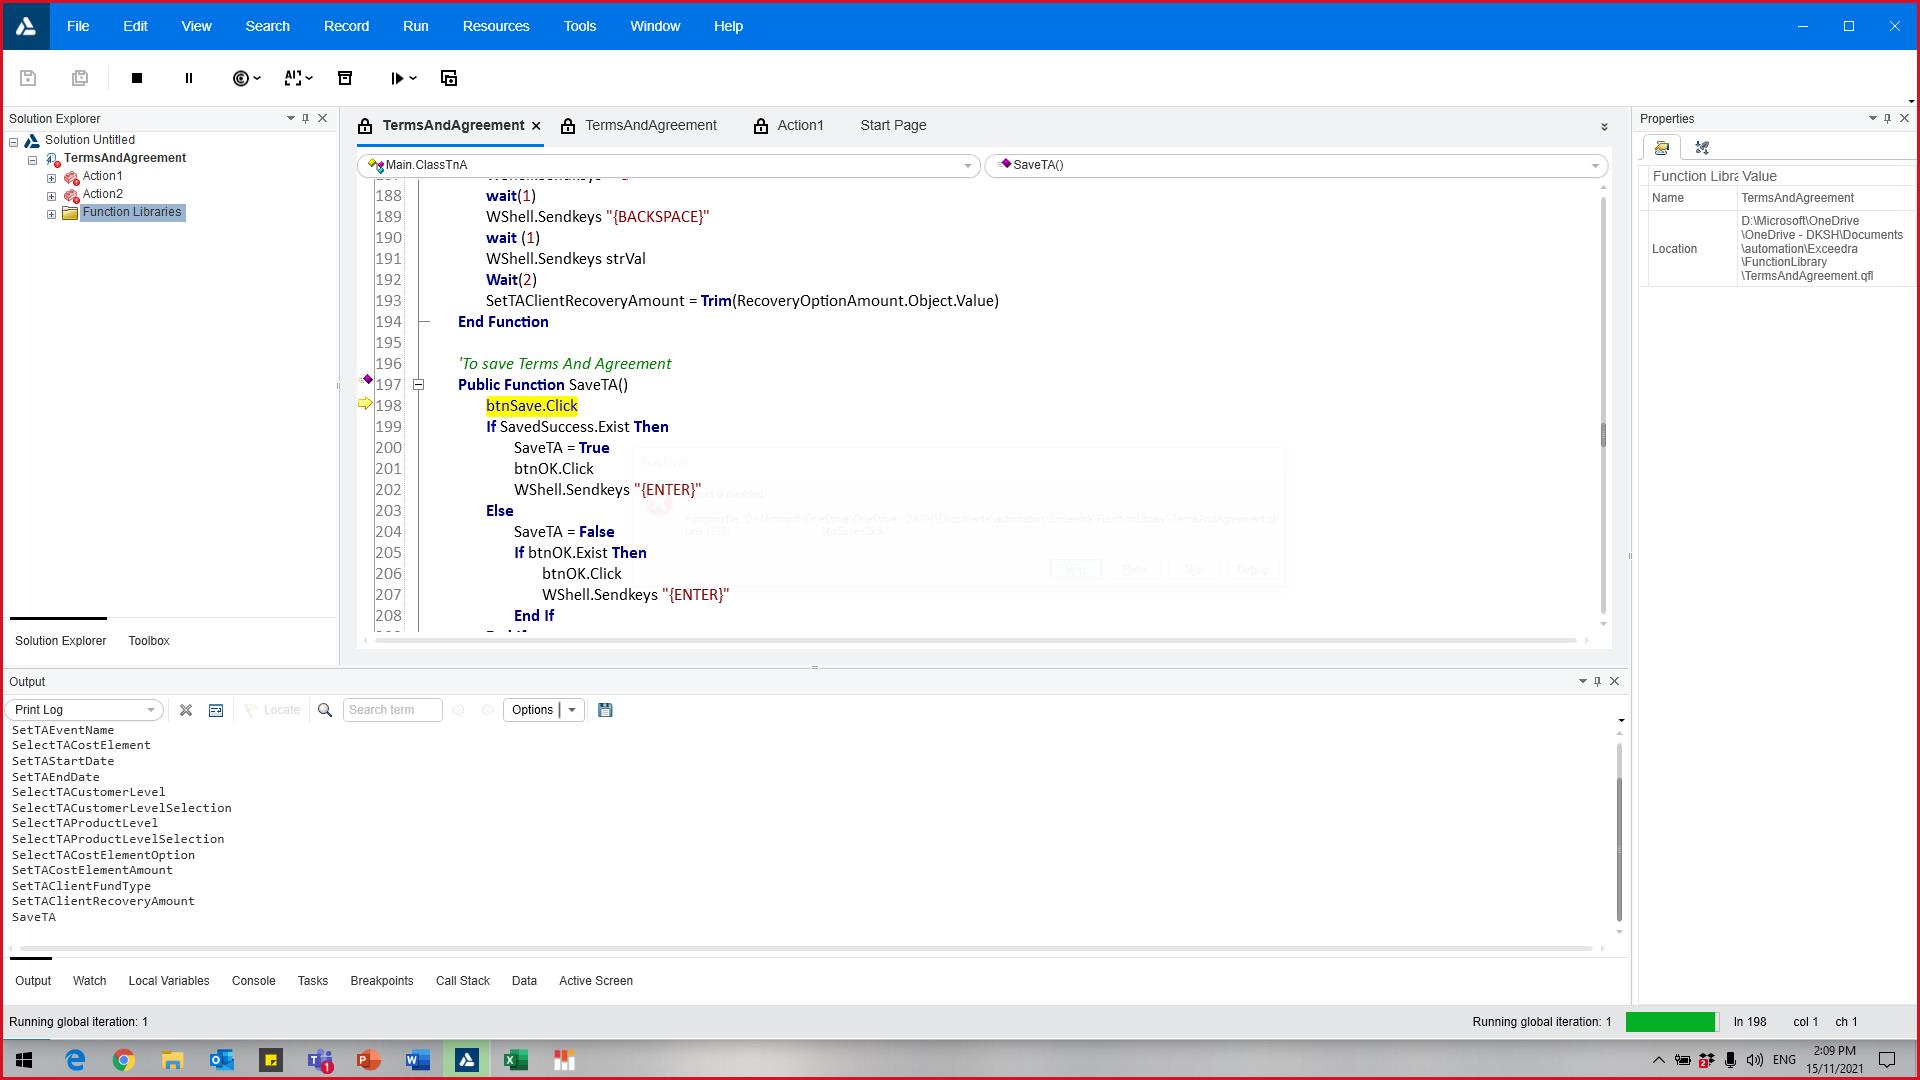 File Edit View Search Record Run Resources Tools Window Help
Solution Explorer
Solution Untitled
TermsAndAgreement
Action1
Action2
Function Libraries
Solution Explorer Toolbox
TermsAndAgreement TermsAndAgreement Action1 Start Page
Main.ClassTnA SaveTA()
188 wait(1)
189 WShell.Sendkeys "{BACKSPACE}"
190 wait (1)
191 WShell.Sendkeys strVal
192 Wait(2)
193 SetTAClientRecoveryAmount = Trim(RecoveryOptionAmount.Object.Value)
194 End Function
195
196 'To save Terms And Agreement
197 Public Function SaveTA()
198 btnSave.Click
199 If SavedSuccess.Exist Then
200 SaveTA = True
201 btnOK.Click
202 WShell.Sendkeys "{ENTER}"
203 Else
204 SaveTA = False
205 If btnOK.Exist Then
206 btnOK.Click
207 WShell.Sendkeys "{ENTER}"
208 End If
Properties
Function Libra Value
Name TermsAndAgreement
Location D:\Microsoft\OneDrive
\OneDrive - DKSH\Documents
\automation\Exceedra
\FunctionLibrary
\TermsAndAgreement.qfl
Output
Print Log Locate Search term Options
SetTAEventName
SelectTACostElement
SetTAStartDate
SetTAEndDate
SelectTACustomerLevel
SelectTACustomerLevelSelection
SelectTAProductLevel
SelectTAProductLevelSelection
SelectTACostElementOption
SetTACostElementAmount
SetTAClientFundType
SetTAClientRecoveryAmount
SaveTA
Output Watch Local Variables Console Tasks Breakpoints Call Stack Data Active Screen
Running global iteration: 1 Running global iteration: 1 ln 198 col 1 ch 1
ENG 2:09 PM
15/11/2021